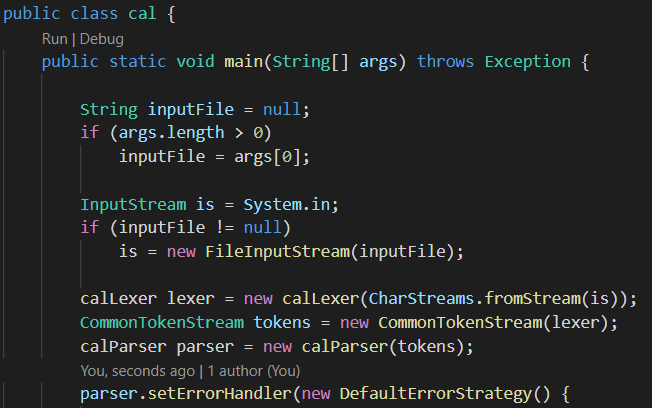 public class cal {
Run | Debug
public static void main(String[] args) throws Exception {
String inputFile = null;
if (args.length > 0)
inputFile = args[0];
InputStream is = System.in;
if (inputFile != null)
is = new FileInputStream(inputFile);
calLexer lexer = new calLexer(CharStreams.fromStream(is));
CommonTokenStream tokens = new CommonTokenStream(lexer);
calParser parser = new calParser(tokens);
You, seconds ago | 1 author (You)
parser.setErrorHandler(new DefaultErrorStrategy() {